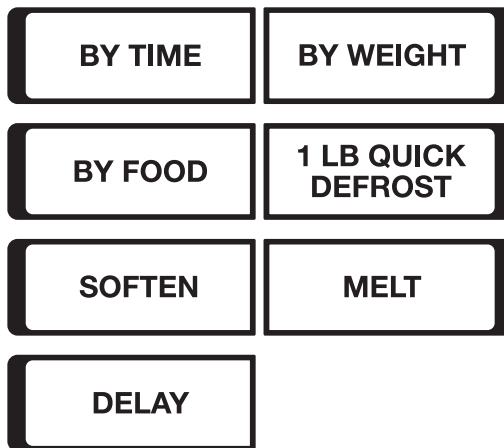 BY TIME
BY WEIGHT
BY FOOD
1 LB QUICK
DEFROST
SOFTEN
MELT
DELAY